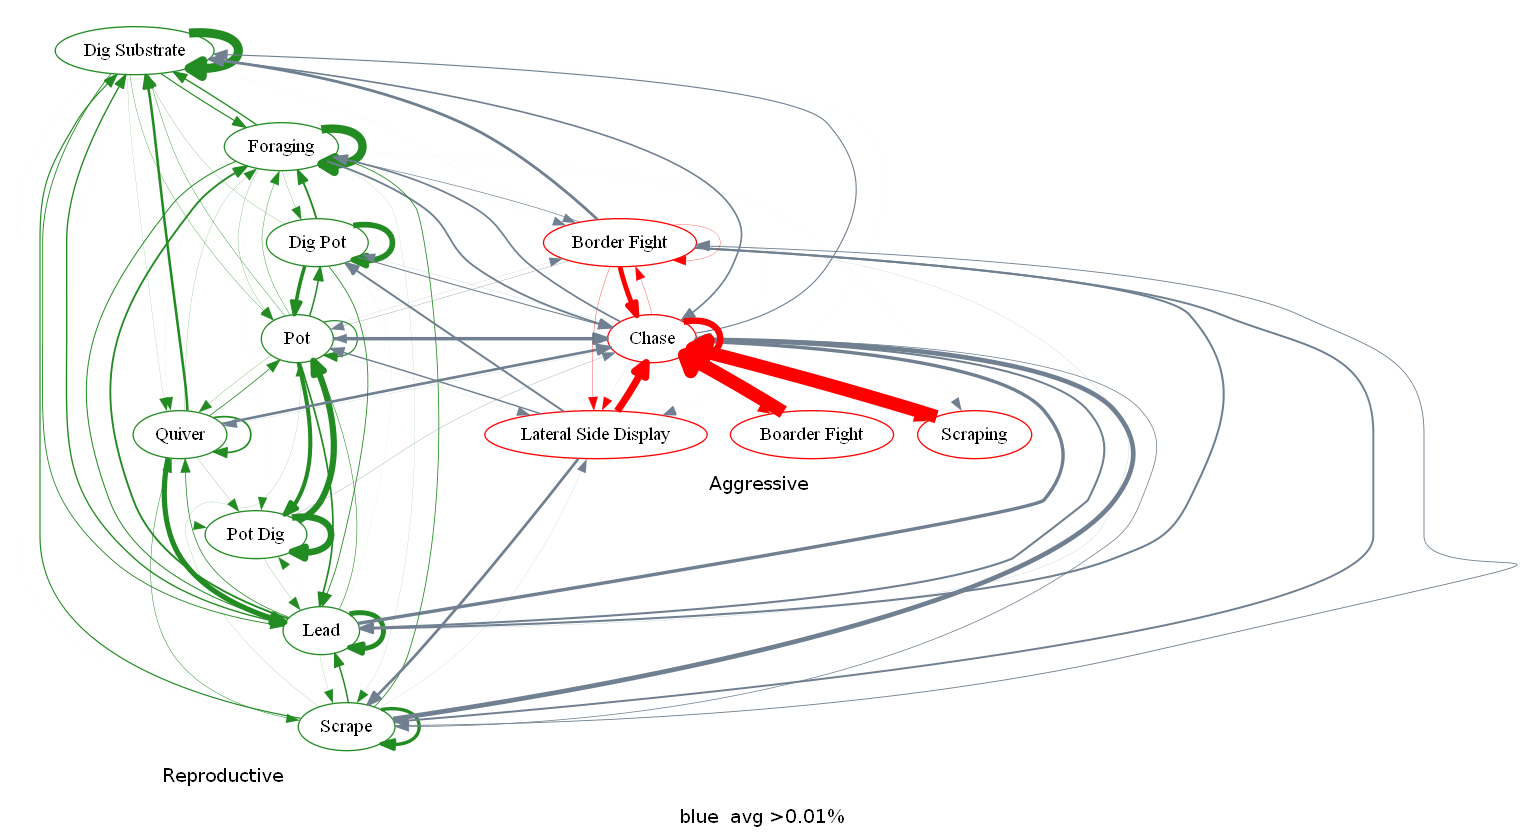 Dig Substrate
Foraging
Dig Pot
Border Fight
Pot
Chase
Quiver
Lateral Side Display
Boarder Fight
Scraping
Aggressive
Pot Dig
Lead
Scrape
Reproductive
blue  avg >0.01%